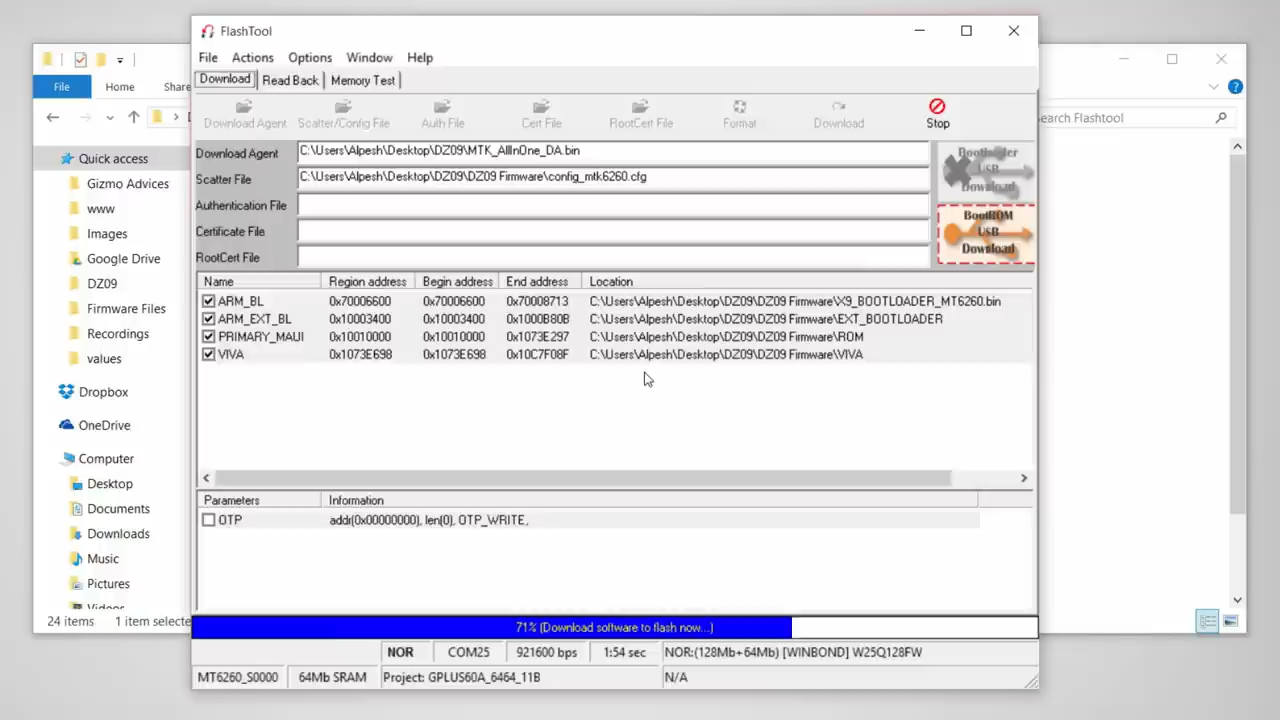 FlashTool
File Actions Options Window Help
Download Read Back Memory Test
Download Agent Scatter/Config File Auth File Cert File RootCert File Format Download Stop
Download Agent C:\Users\Alpesh\Desktop\DZ09\MTK_AllInOne_DA.bin
Scatter File C:\Users\Alpesh\Desktop\DZ09\DZ09 Firmware\config_mtk6260.cfg
Authentication File
Certificate File
RootCert File
Bootloader
USB
Download
BootROM
USB
Download
Name Region address Begin address End address Location
ARM_BL 0x70006600 0x70006600 0x70008713 C:\Users\Alpesh\Desktop\DZ09\DZ09 Firmware\X9_BOOTLOADER_MT6260.bin
ARM_EXT_BL 0x10003400 0x10003400 0x1000B80B C:\Users\Alpesh\Desktop\DZ09\DZ09 Firmware\EXT_BOOTLOADER
PRIMARY_MAUI 0x10010000 0x10010000 0x1073E297 C:\Users\Alpesh\Desktop\DZ09\DZ09 Firmware\ROM
VIVA 0x1073E698 0x1073E698 0x10C7F08F C:\Users\Alpesh\Desktop\DZ09\DZ09 Firmware\VIVA
Parameters Information
OTP addr(0x00000000), len(0), OTP_WRITE,
71% (Download software to flash now...)
NOR COM25 921600 bps 1:54 sec NOR:(128Mb+64Mb) [WINBOND] W25Q128FW
MT6260_S0000 64Mb SRAM Project: GPLUS60A_6464_11B N/A
File Home Share
Search Flashtool
Quick access
Gizmo Advices
www
Images
Google Drive
DZ09
Firmware Files
Recordings
values
Dropbox
OneDrive
Computer
Desktop
Documents
Downloads
Music
Pictures
Videos
24 items 1 item selecte